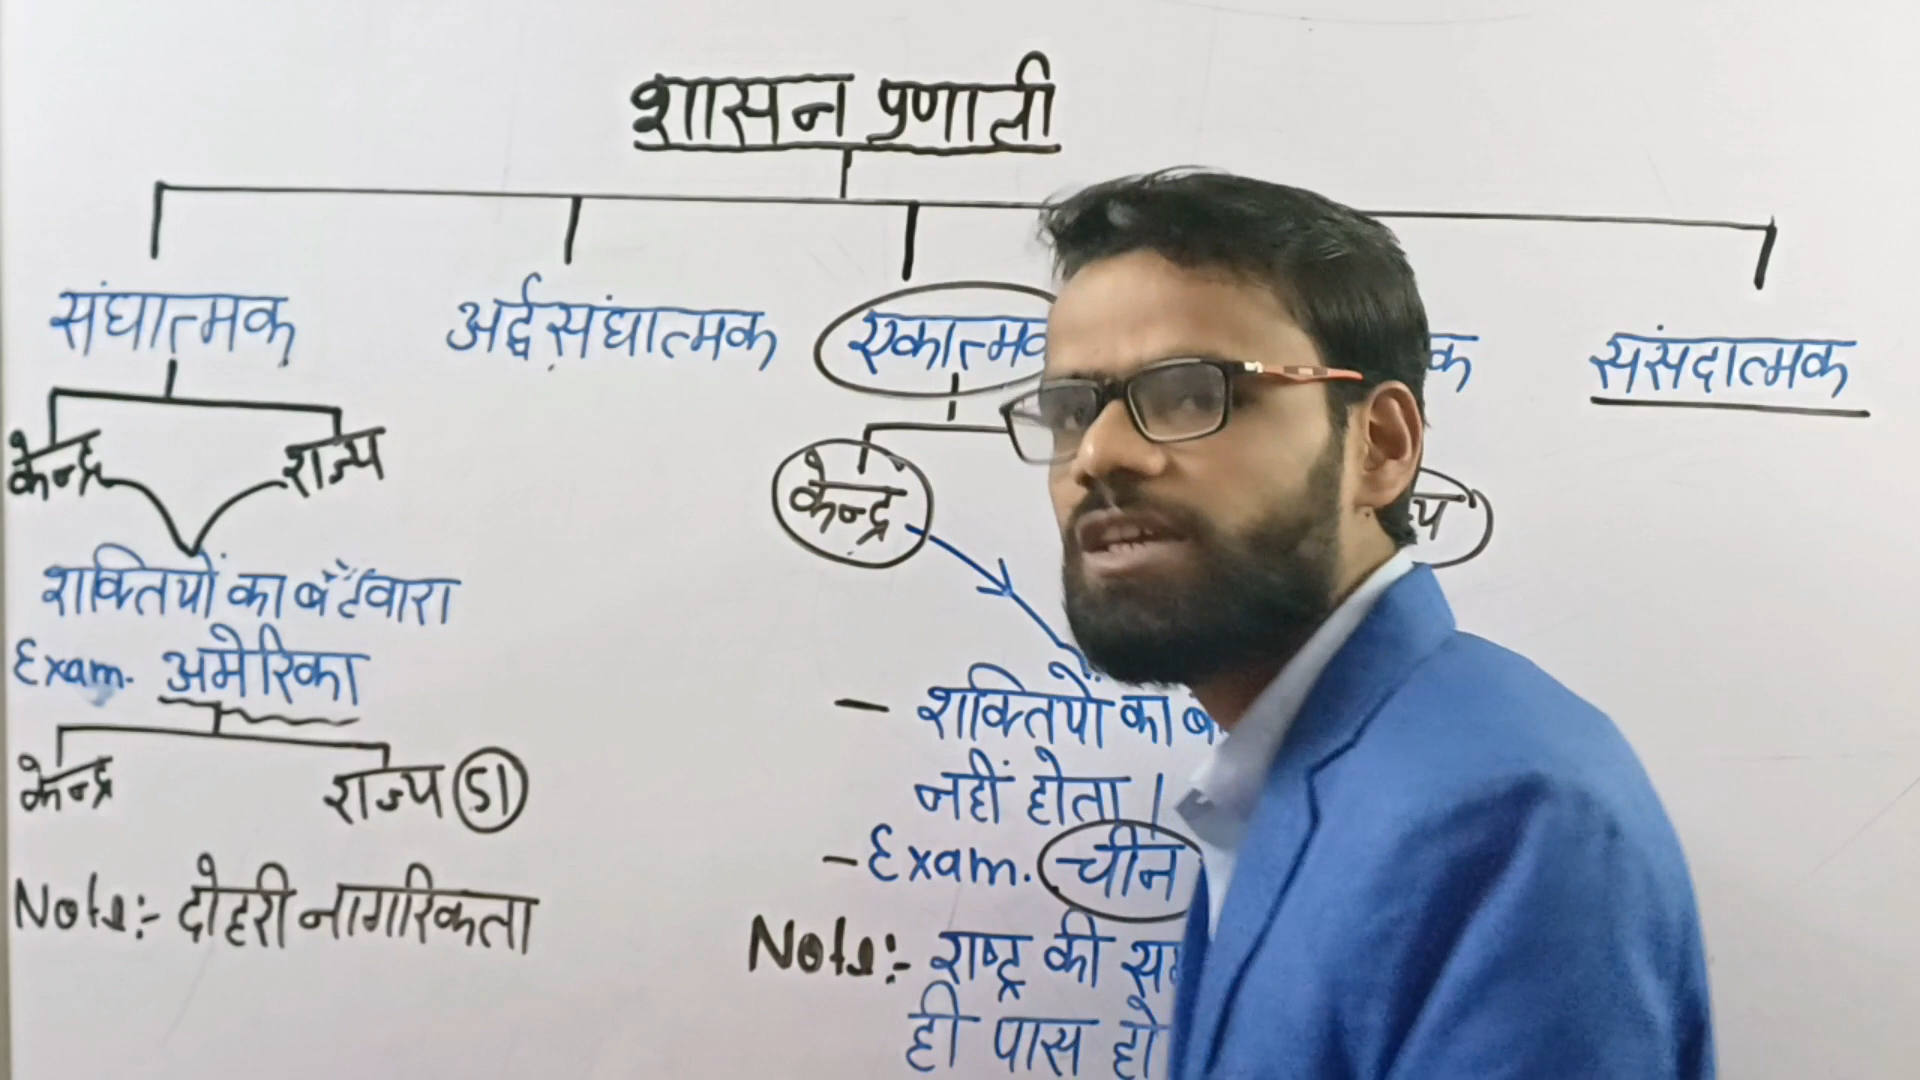 शासन प्रणाली
संघात्मक
अर्द्धसंघात्मक
एकात्मक
संसदात्मक
केन्द्र
राज्य
शक्तियों का बँटवारा
Exam. अमेरिका
केन्द्र
राज्य 51
Note:- दोहरी नागरिकता
केन्द्र
- शक्तियों का
नहीं होता।
- Exam. चीन
Note:- राष्ट्र की
ही पास